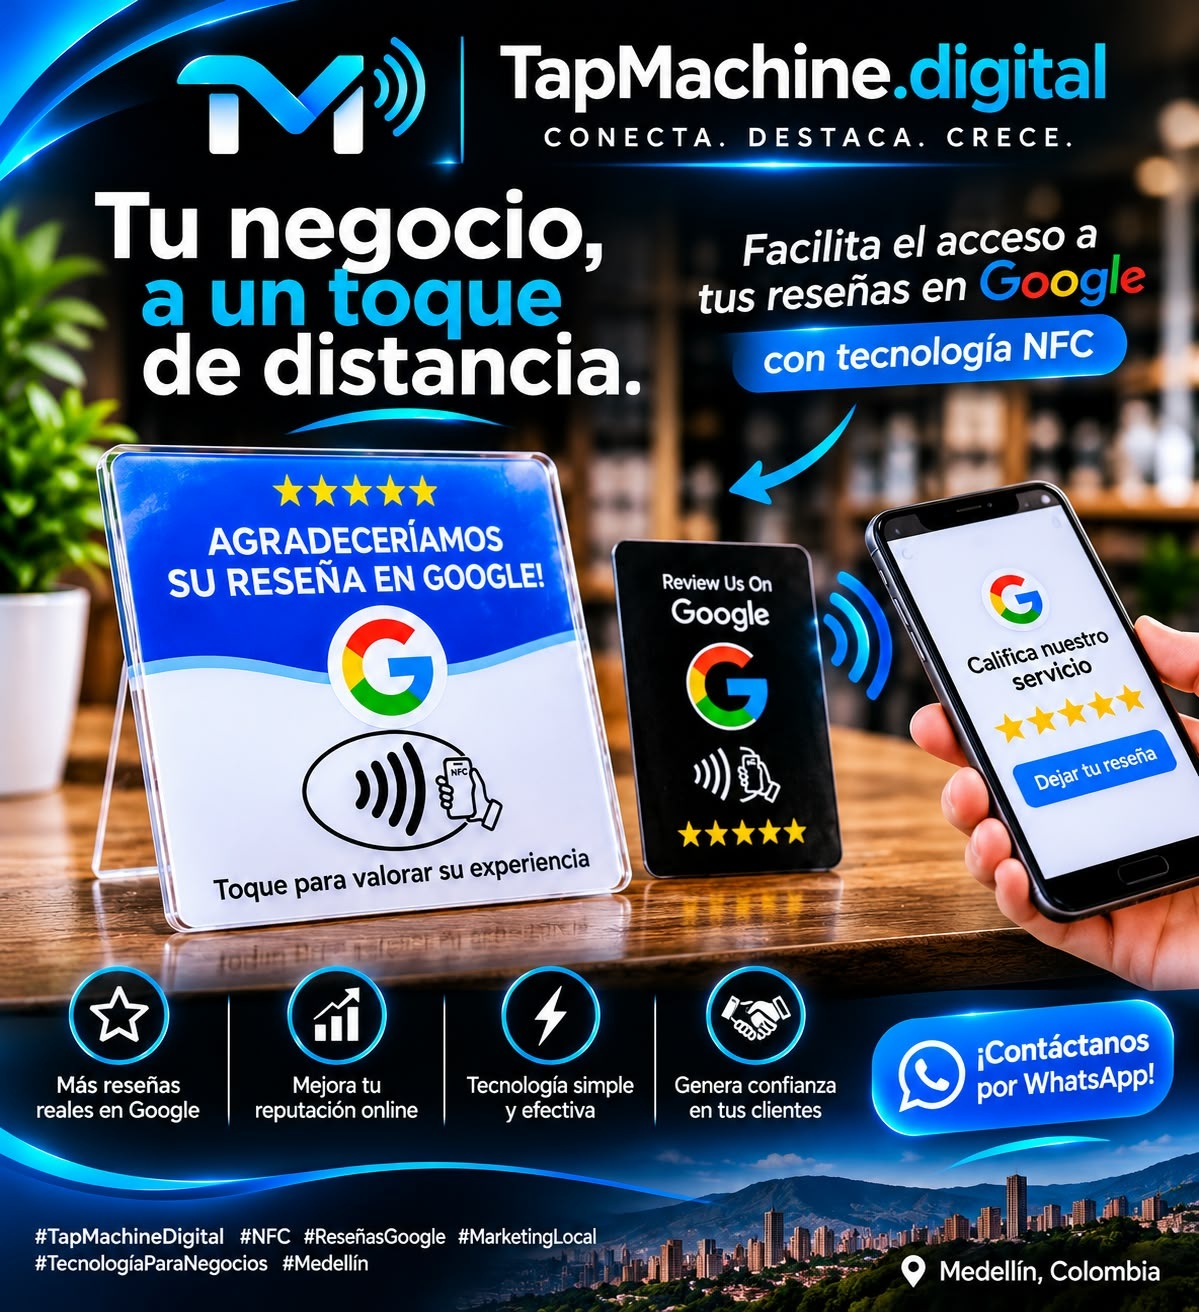 TM
TapMachine.digital
CONECTA. DESTACA. CRECE.
Tu negocio,
a un toque
de distancia.
Facilita el acceso a
tus reseñas en Google
con tecnología NFC
AGRADECERÍAMOS
SU RESEÑA EN GOOGLE!
G
NFC
Toque para valorar su experiencia
Review Us On
Google
G
G
Califica nuestro
servicio
Dejar tu reseña
Más reseñas
reales en Google
Mejora tu
reputación online
Tecnología simple
y efectiva
Genera confianza
en tus clientes
¡Contáctanos
por WhatsApp!
#TapMachineDigital #NFC #ReseñasGoogle #MarketingLocal
#TecnologíaParaNegocios #Medellín
Medellín, Colombia